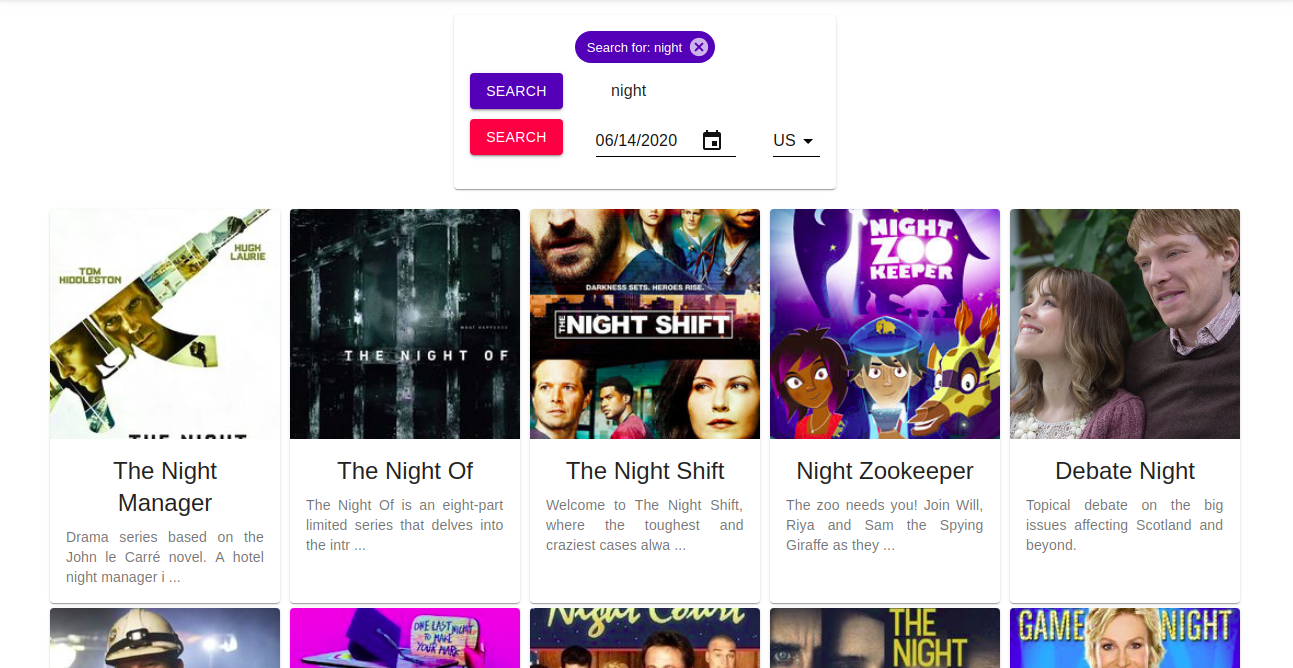 Search for: night
SEARCH
night
SEARCH
06/14/2020
US
HUGH
LAURIE
TOM
HIDDLESTON
THE NIGHT
WHAT HAPPENED
THE NIGHT OF
DARKNESS SETS. HEROES RISE.
THE NIGHT SHIFT
NIGHT
ZOO
KEEPER
The Night
Manager
Drama series based on the
John le Carré novel. A hotel
night manager i ...
The Night Of
The Night Of is an eight-part
limited series that delves into
the intr ...
The Night Shift
Welcome to The Night Shift,
where the toughest and
craziest cases alwa ...
Night Zookeeper
The zoo needs you! Join Will,
Riya and Sam the Spying
Giraffe as they ...
Debate Night
Topical debate on the big
issues affecting Scotland and
beyond.
ONE LAST NIGHT
TO MAKE
YOUR MARK
Night Court
THE
NIGHT
GAME NIGHT